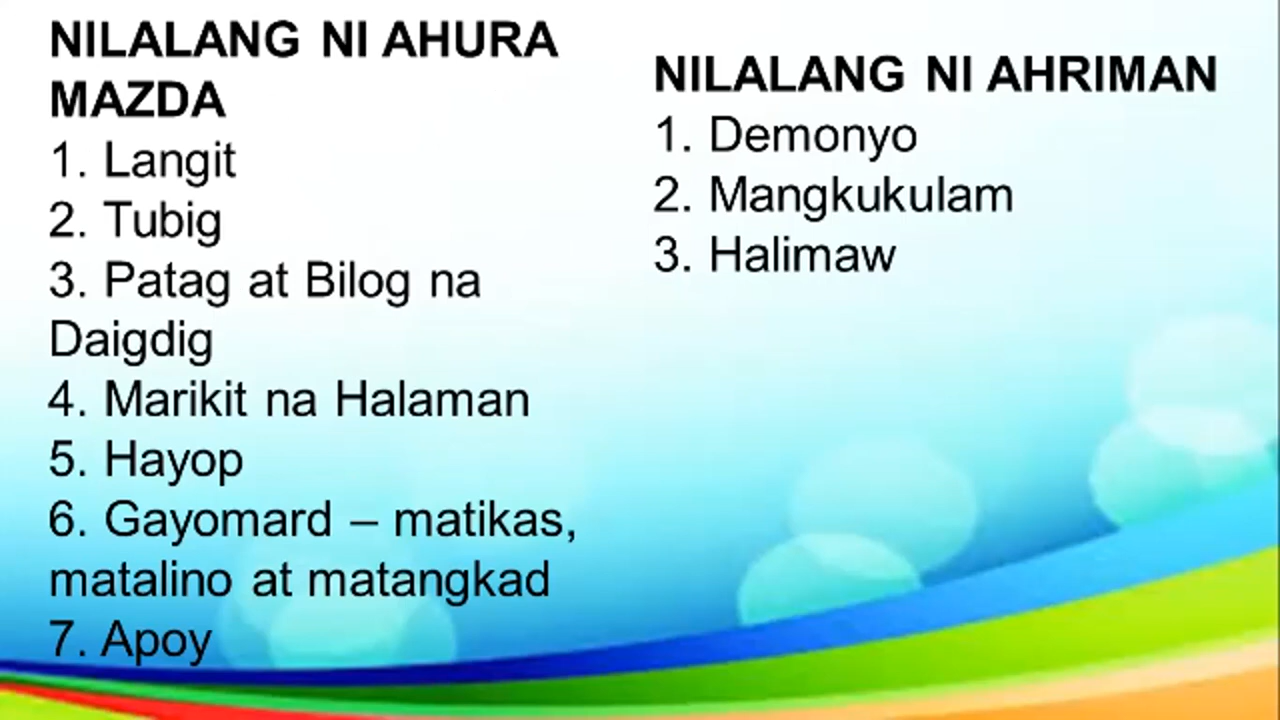 NILALANG NI AHURA
MAZDA
1. Langit
2. Tubig
3. Patag at Bilog na
Daigdig
4. Marikit na Halaman
5. Hayop
6. Gayomard – matikas,
matalino at matangkad
7. Apoy
NILALANG NI AHRIMAN
1. Demonyo
2. Mangkukulam
3. Halimaw